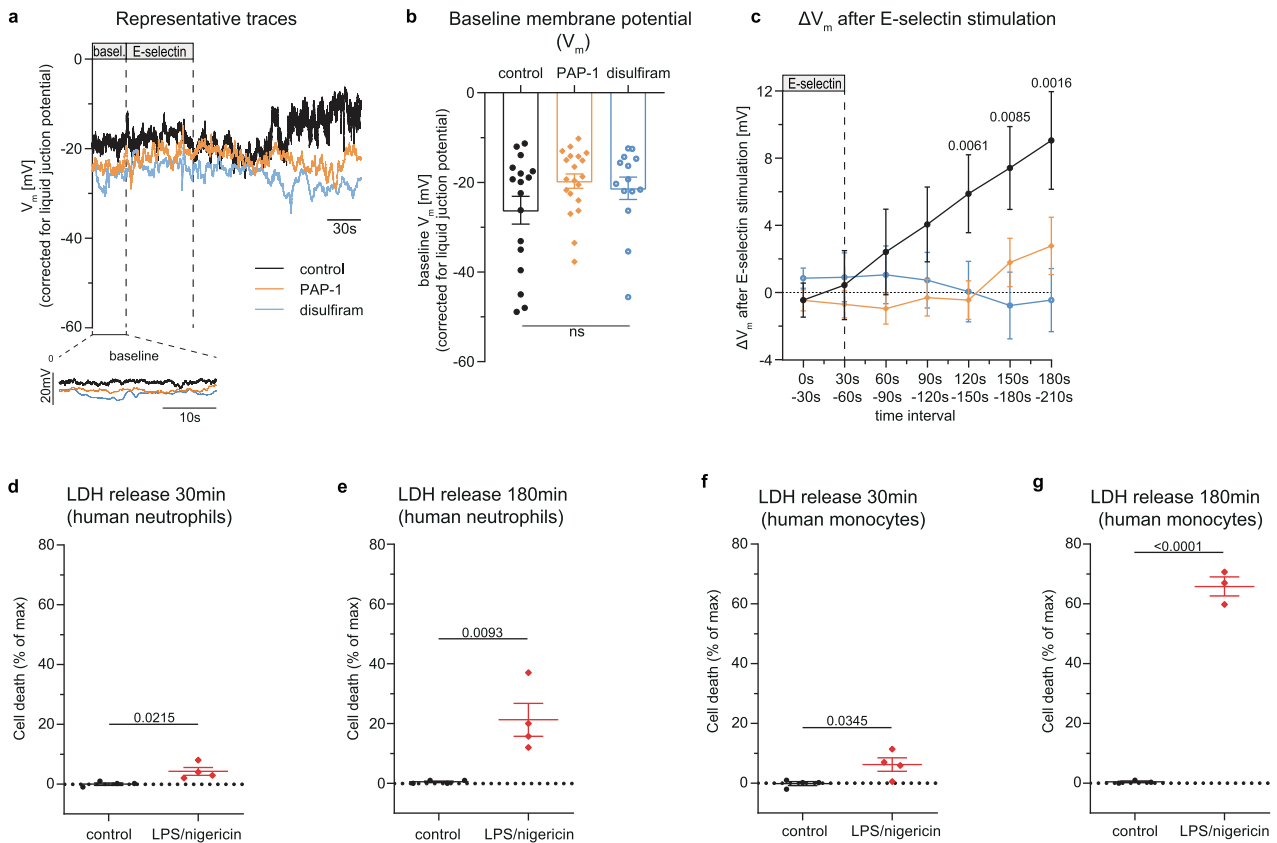 a
Representative traces
basel.
E-selectin
0
-20
-40
-60
Vm [mV]
(corrected for liquid juction potential)
30s
control
PAP-1
disulfiram
baseline
0
20mV
10s
b
Baseline membrane potential
(Vm)
control
PAP-1
disulfiram
0
-20
-40
-60
baseline Vm [mV]
(corrected for liquid juction potential)
ns
c
ΔVm after E-selectin stimulation
E-selectin
12
8
4
0
-4
ΔVm after E-selectin stimulation [mV]
0.0061
0.0085
0.0016
0s 30s 60s 90s 120s 150s 180s
-30s -60s -90s -120s -150s -180s -210s
time interval
d
LDH release 30min
(human neutrophils)
80
60
40
20
0
Cell death (% of max)
0.0215
control
LPS/nigericin
e
LDH release 180min
(human neutrophils)
80
60
40
20
0
Cell death (% of max)
0.0093
control
LPS/nigericin
f
LDH release 30min
(human monocytes)
80
60
40
20
0
Cell death (% of max)
0.0345
control
LPS/nigericin
g
LDH release 180min
(human monocytes)
80
60
40
20
0
Cell death (% of max)
<0.0001
control
LPS/nigericin